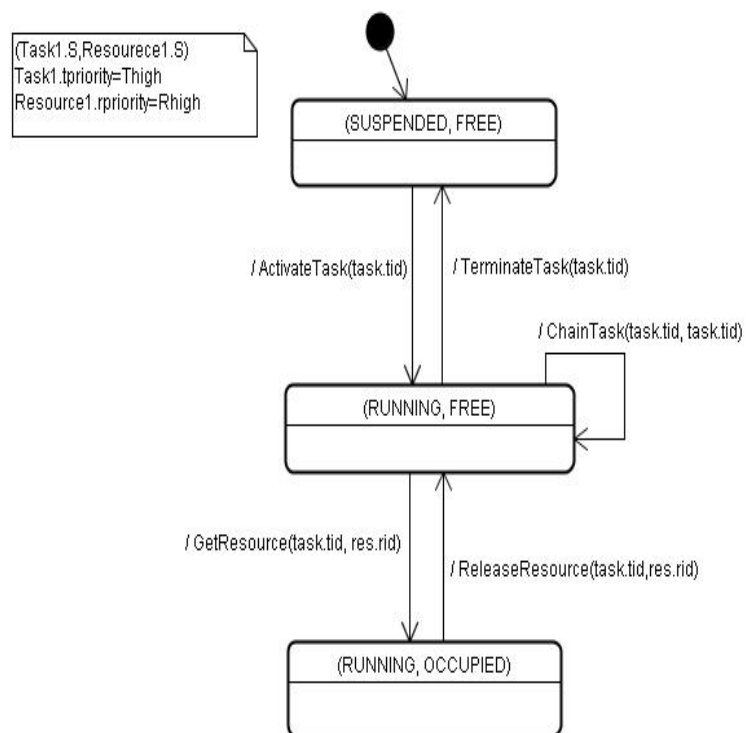 (Task1.S,Resourece1.S)
Task1.tpriority=Thigh
Resource1.rpriority=Rhigh
(SUSPENDED, FREE)
/ ActivateTask(task.tid)
/ TerminateTask(task.tid)
/ ChainTask(task.tid, task.tid)
(RUNNING, FREE)
/ GetResource(task.tid, res.rid)
/ ReleaseResource(task.tid,res.rid)
(RUNNING, OCCUPIED)